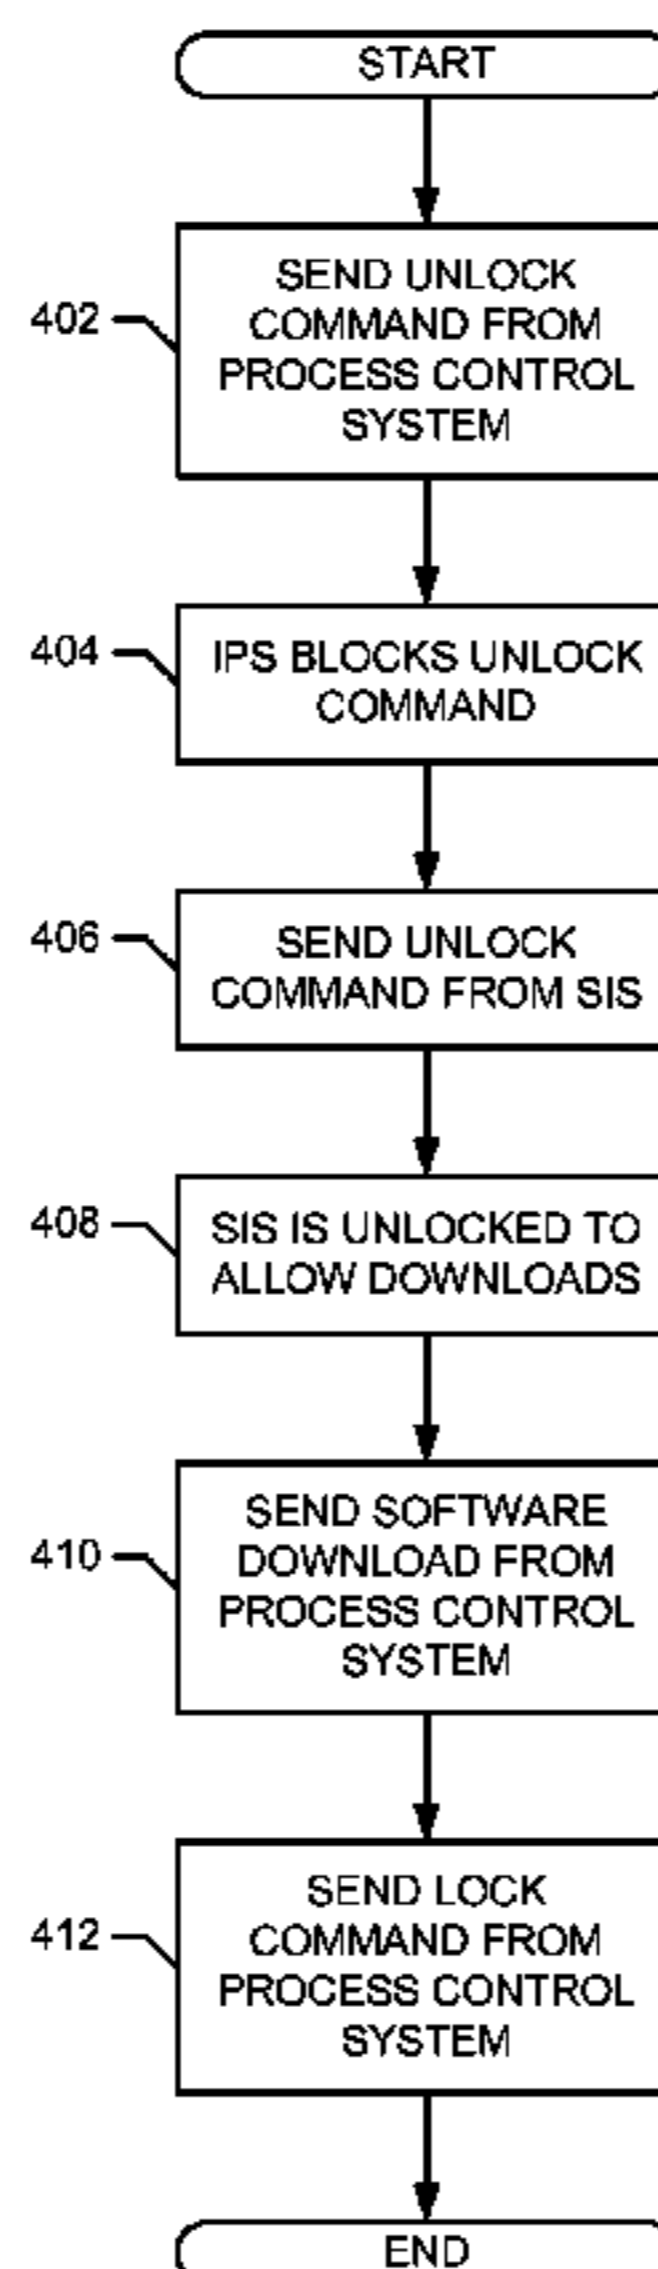 START
402
SEND UNLOCK
COMMAND FROM
PROCESS CONTROL
SYSTEM
404
IPS BLOCKS UNLOCK
COMMAND
406
SEND UNLOCK
COMMAND FROM SIS
408
SIS IS UNLOCKED TO
ALLOW DOWNLOADS
410
SEND SOFTWARE
DOWNLOAD FROM
PROCESS CONTROL
SYSTEM
412
SEND LOCK
COMMAND FROM
PROCESS CONTROL
SYSTEM
END